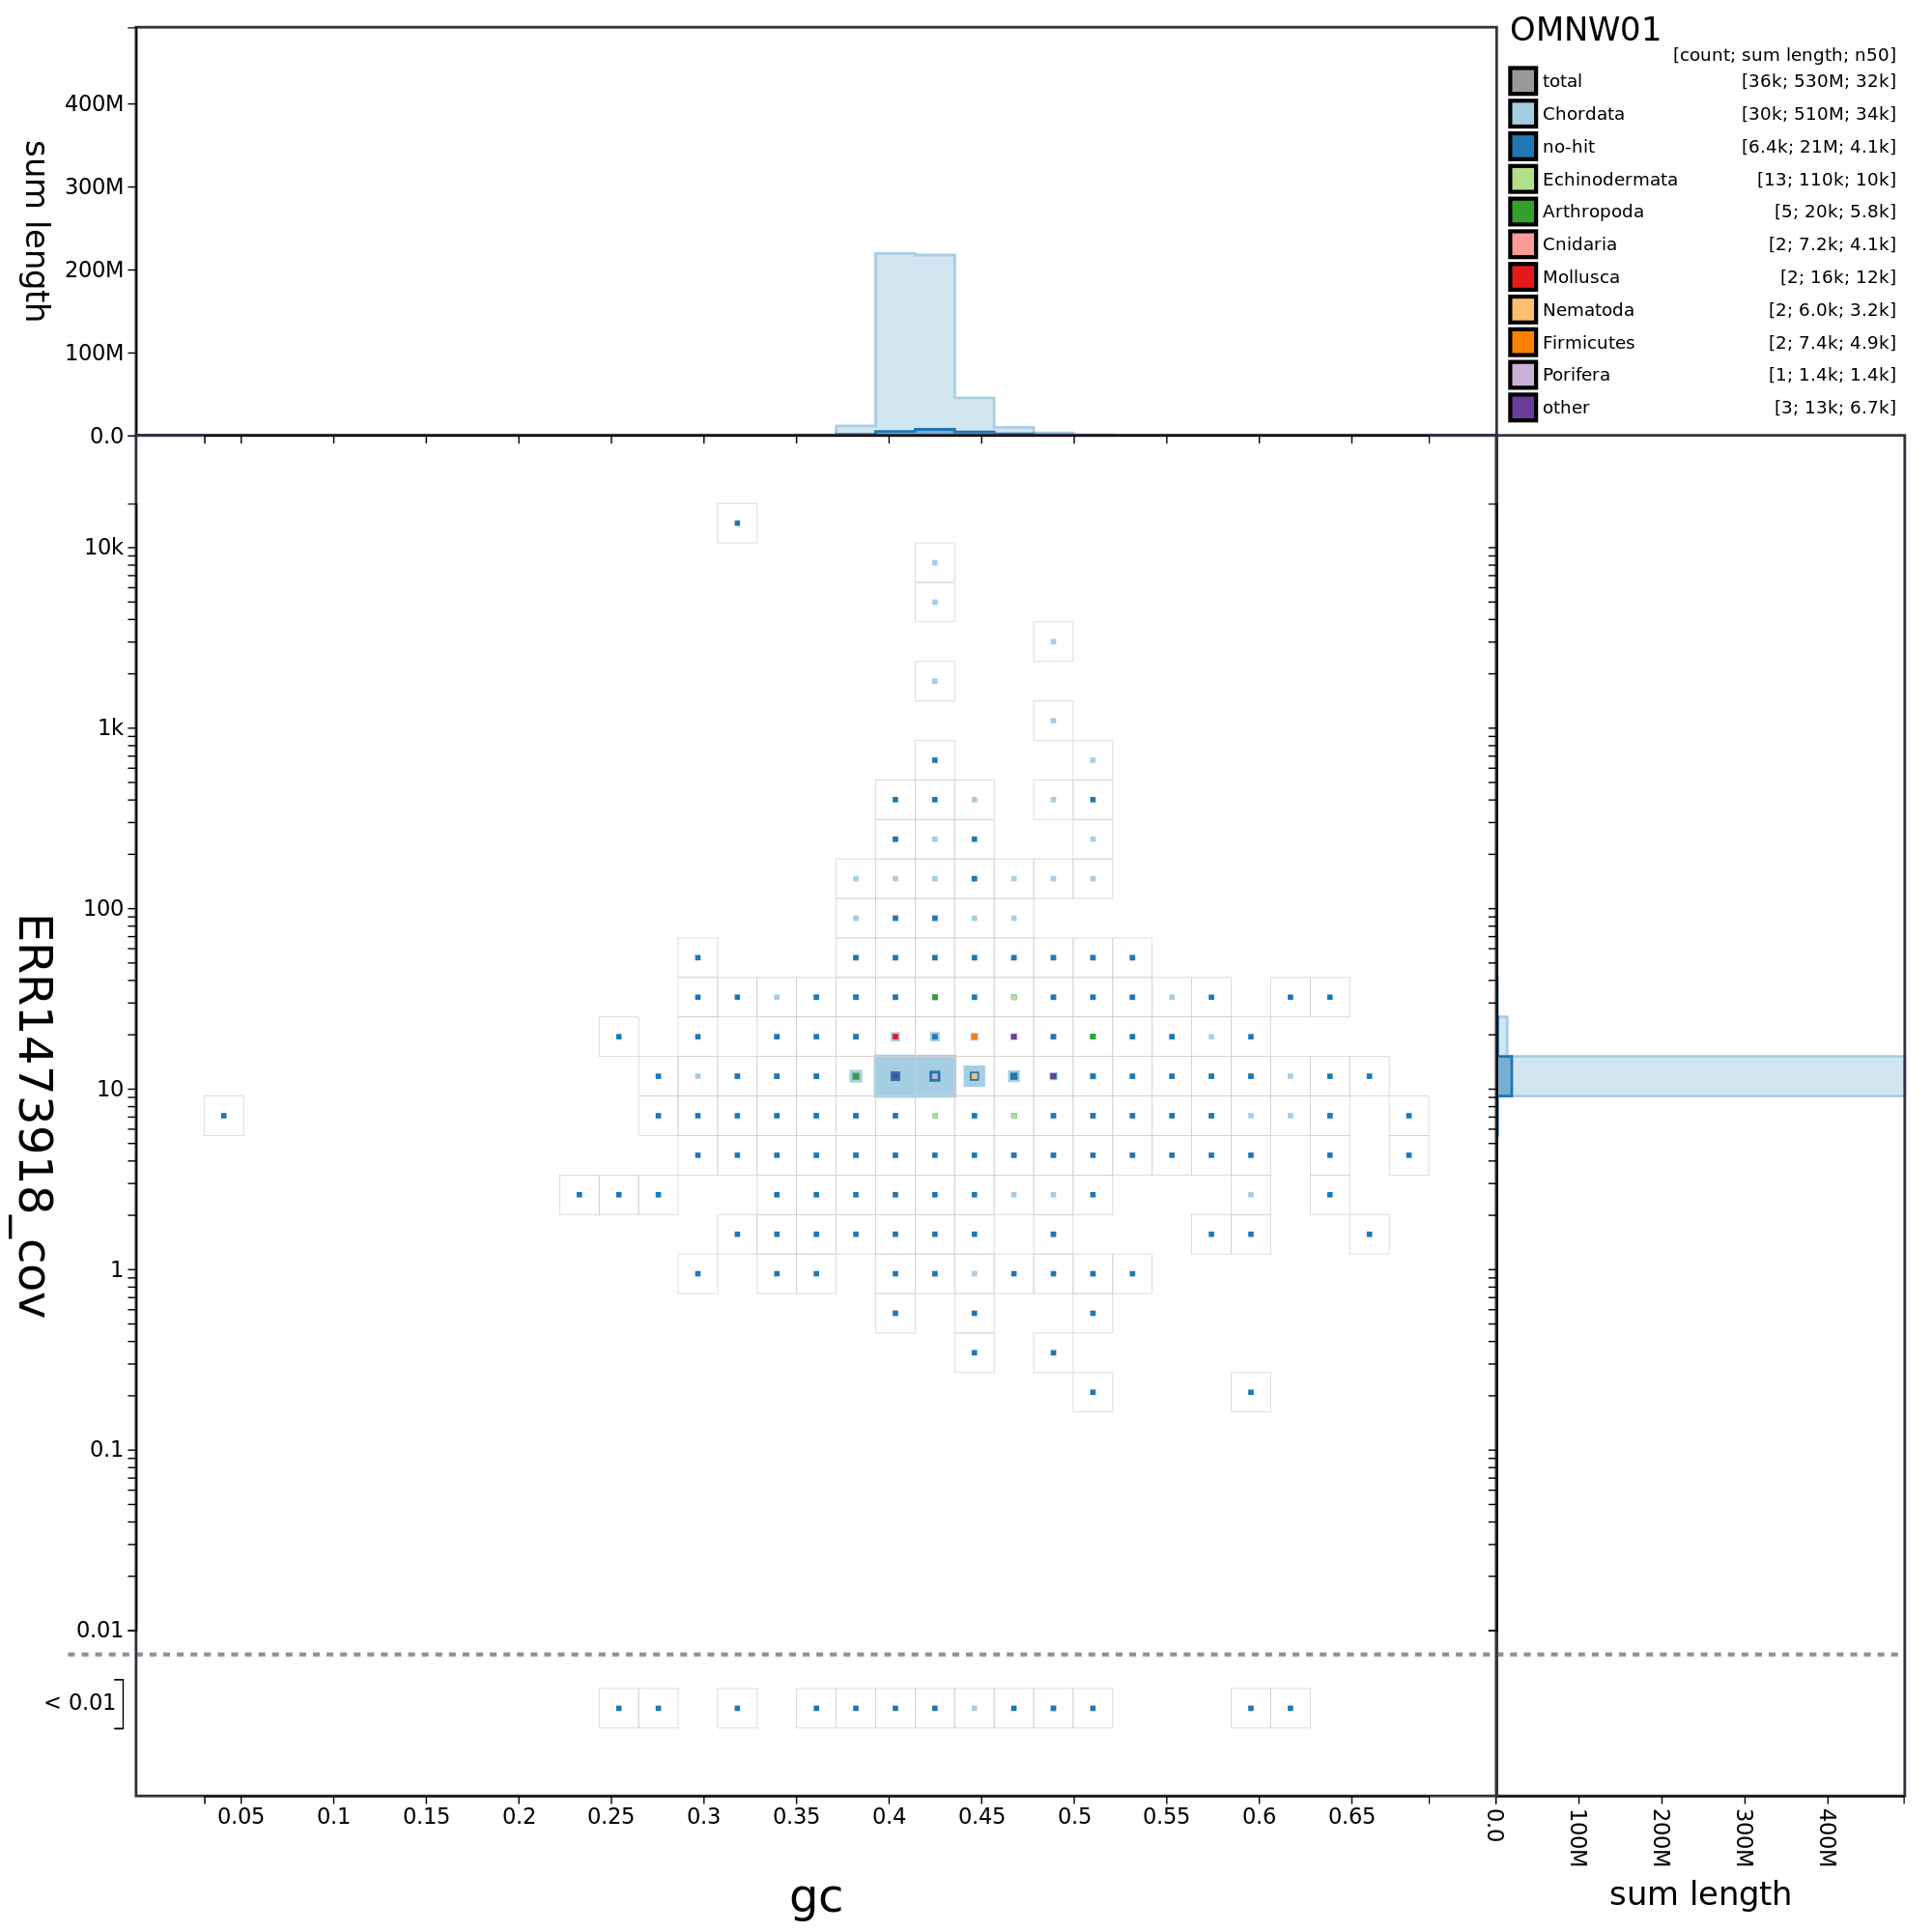 OMNW01
[count; sum length; n50]
total [36k; 530M; 32k]
Chordata [30k; 510M; 34k]
no-hit [6.4k; 21M; 4.1k]
Echinodermata [13; 110k; 10k]
Arthropoda [5; 20k; 5.8k]
Cnidaria [2; 7.2k; 4.1k]
Mollusca [2; 16k; 12k]
Nematoda [2; 6.0k; 3.2k]
Firmicutes [2; 7.4k; 4.9k]
Porifera [1; 1.4k; 1.4k]
other [3; 13k; 6.7k]
sum length
400M
300M
200M
100M
0.0
ERR1473918_cov
10k
1k
100
10
1
0.1
0.01
< 0.01
0.05 0.1 0.15 0.2 0.25 0.3 0.35 0.4 0.45 0.5 0.55 0.6 0.65
gc
0.0 100M 200M 300M 400M
sum length